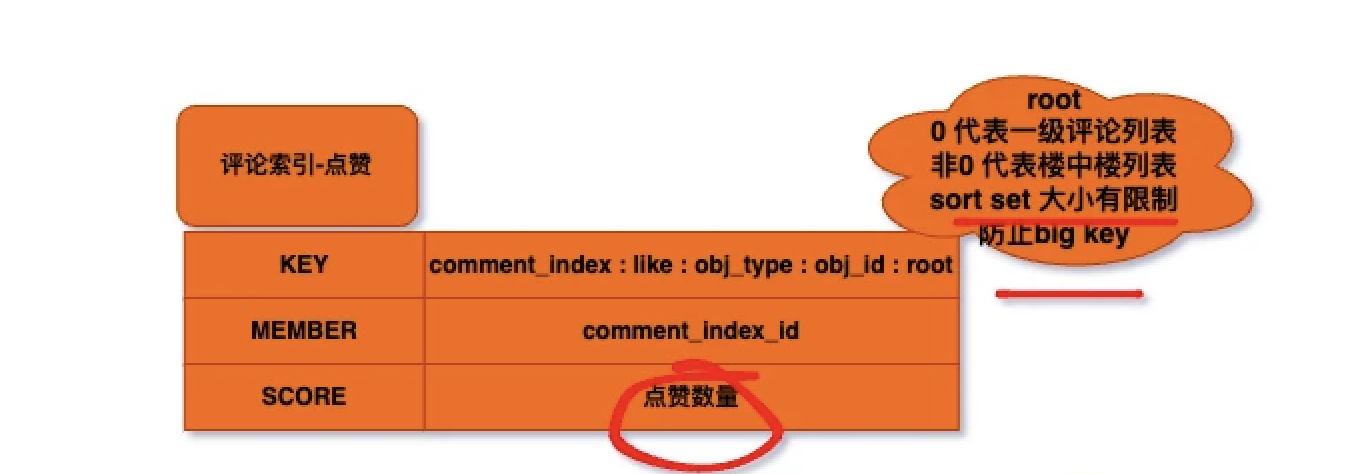 root
0 代表一级评论列表
非0 代表楼中楼列表
sort set 大小有限制
防止big key
评论索引-点赞
KEY comment_index : like : obj_type : obj_id : root
MEMBER comment_index_id
SCORE 点赞数量